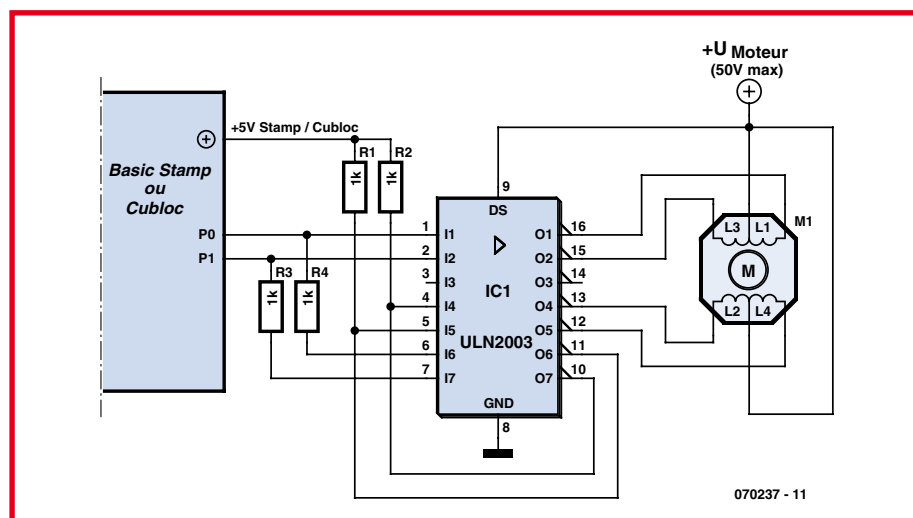 +U Moteur
(50V max)
+5V Stamp / Cubloc
Basic Stamp
ou
Cubloc
P0
P1
R1
1k
R2
1k
R3
1k
R4
1k
9
DS
1
I1
2
I2
3
I3
4
I4
5
I5
6
I6
7
I7
IC1
ULN2003
GND
8
16
O1
15
O2
14
O3
13
O4
12
O5
11
O6
10
O7
L3
L1
M1
M
L2
L4
070237 - 11